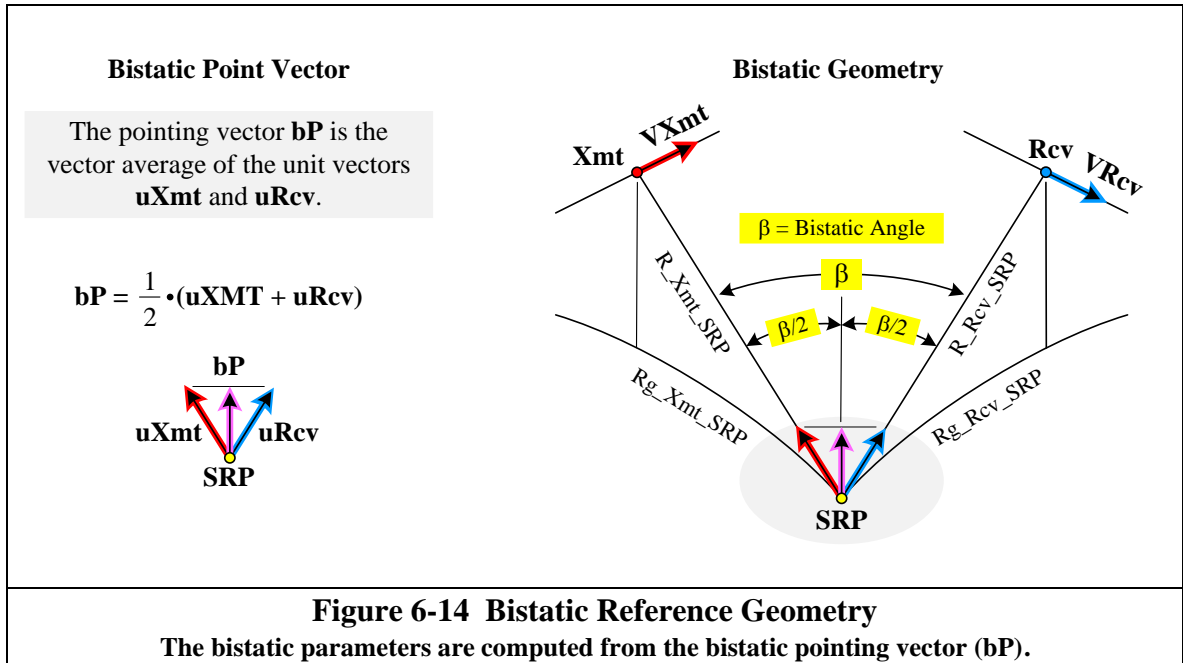 Bistatic Point Vector
The pointing vector bP is the
vector average of the unit vectors
uXmt and uRcv.
bP = 1/2 •(uXMT + uRcv)
bP
uXmt
uRcv
SRP
Bistatic Geometry
Xmt
VXmt
Rcv
VRcv
β = Bistatic Angle
β
β/2
β/2
R_Xmt_SRP
R_Rcv_SRP
Rg_Xmt_SRP
Rg_Rcv_SRP
SRP
Figure 6-14 Bistatic Reference Geometry
The bistatic parameters are computed from the bistatic pointing vector (bP).